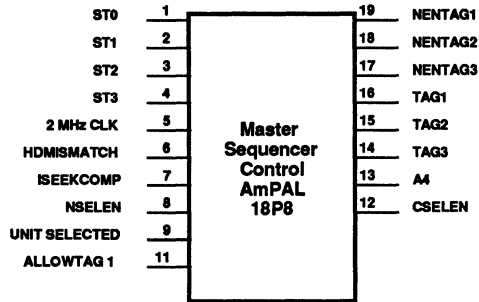 ST0 1 19 NENTAG1
ST1 2 18 NENTAG2
ST2 3 17 NENTAG3
ST3 4 16 TAG1
2 MHz CLK 5 15 TAG2
HDMISMATCH 6 14 TAG3
ISEEKCOMP 7 13 A4
NSELEN 8 12 CSELEN
UNIT SELECTED 9
ALLOWTAG 1 11
Master
Sequencer
Control
AmPAL
18P8